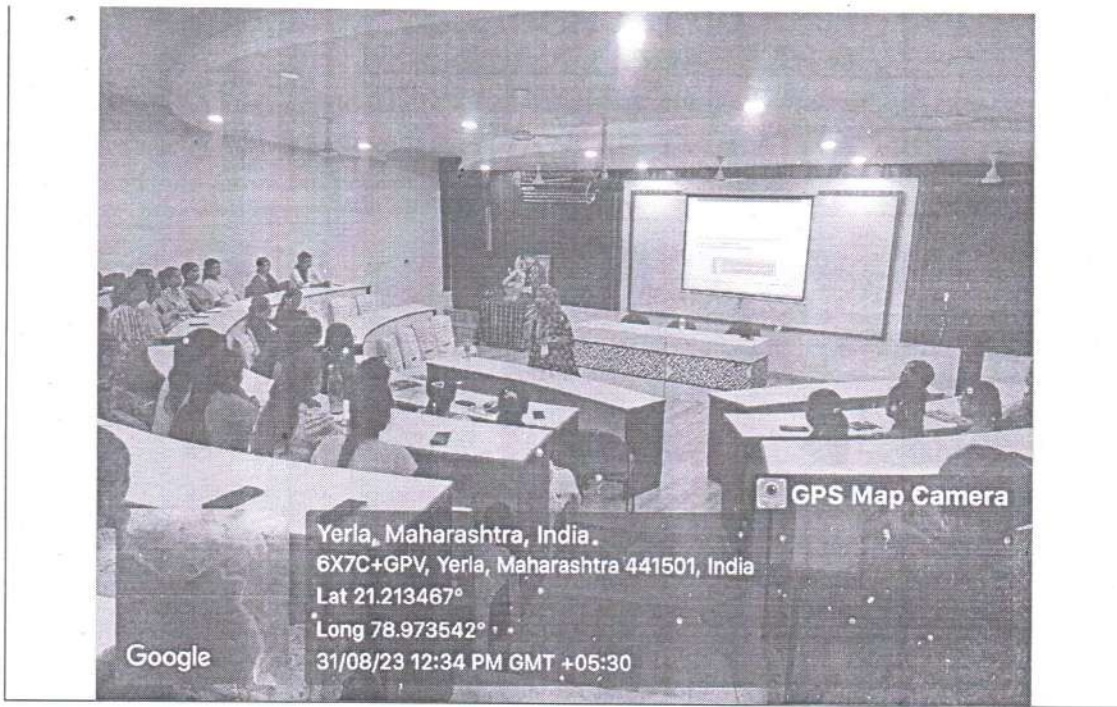 GPS Map Camera
Yerla, Maharashtra, India
6X7C+GPV, Yerla, Maharashtra 441501, India
Lat 21.213467°
Long 78.973542°
31/08/23 12:34 PM GMT +05:30
Google